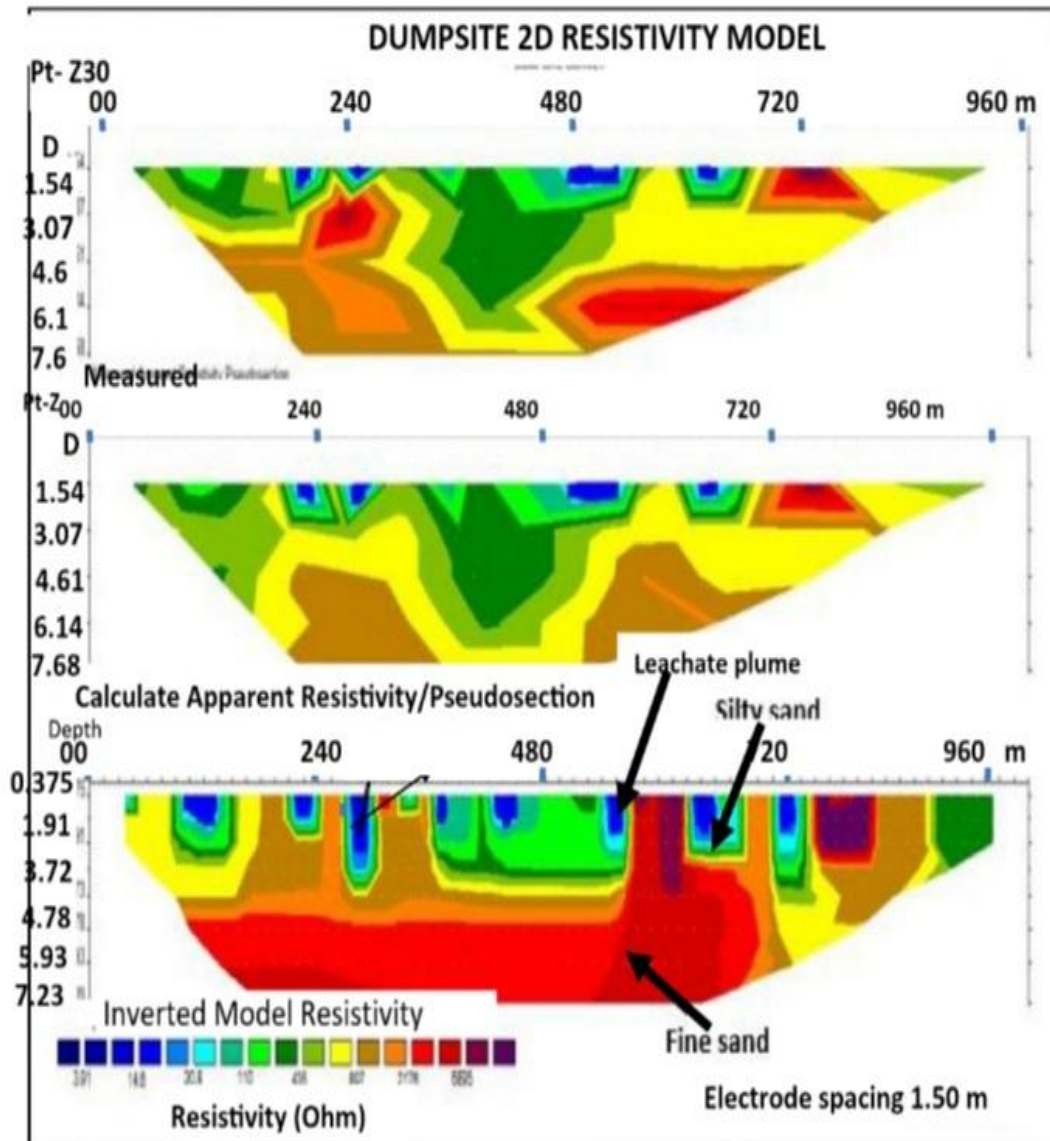 DUMPSITE 2D RESISTIVITY MODEL
Pt- Z30
00 240 480 720 960 m
D
1.54
3.07
4.6
6.1
7.6
Measured
Pt-Z 00 240 480 720 960 m
D
1.54
3.07
4.61
6.14
7.68
Leachate plume
Calculate Apparent Resistivity/Pseudosection
Silty sand
Depth
00 240 480 720 960 m
0.375
1.91
3.72
4.78
5.93
7.23
Fine sand
Inverted Model Resistivity
Resistivity (Ohm)
Electrode spacing 1.50 m